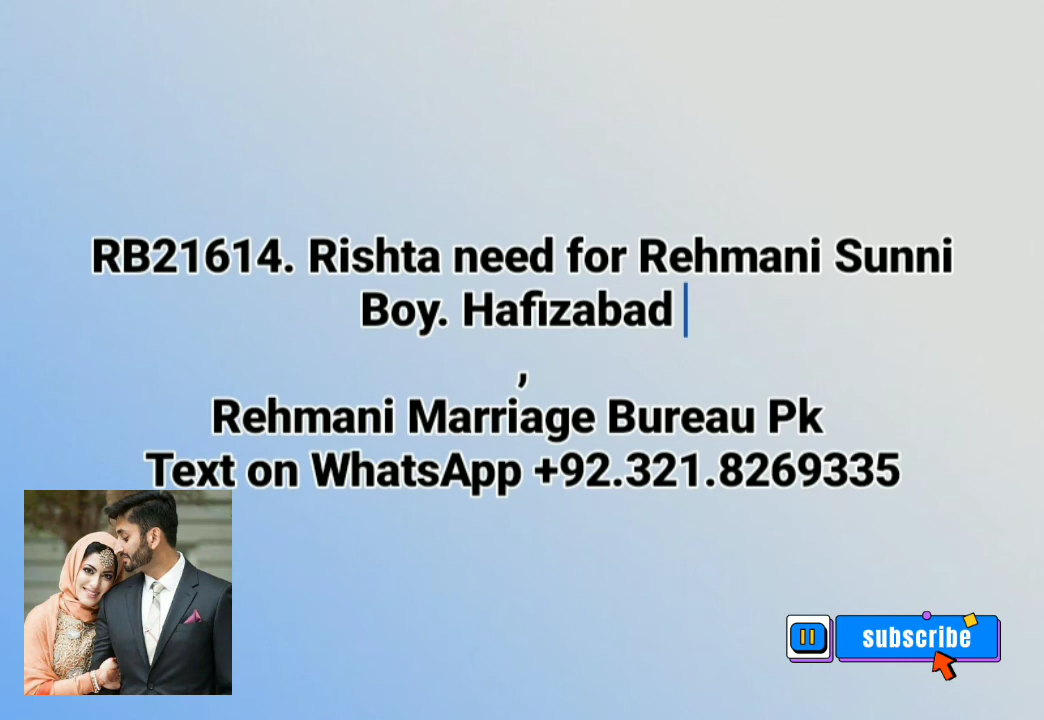 RB21614. Rishta need for Rehmani Sunni
Boy. Hafizabad
,
Rehmani Marriage Bureau Pk
Text on WhatsApp +92.321.8269335
subscribe